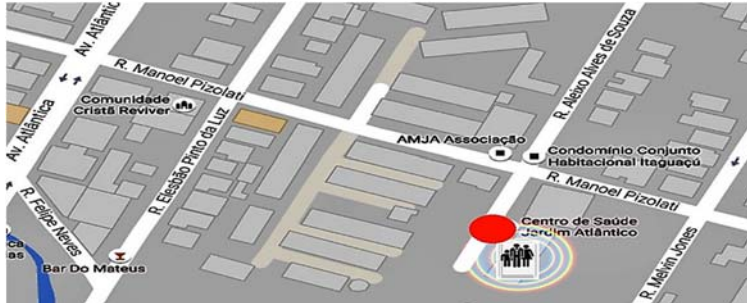 Av. Atlântica
R. Manoel Pizolati
Comunidade
Cristã Reviver
Av. Atlântica
R. Elesbão Pinto da Luz
R. Aleixo Alves de Souza
AMJA Associação
Condomínio Conjunto
Habitacional Itaguaçú
R. Manoel Pizolati
R. Felipe Neves
Centro de Saúde
Jardim Atlântico
Bar Do Mateus
R. Melvin Jones